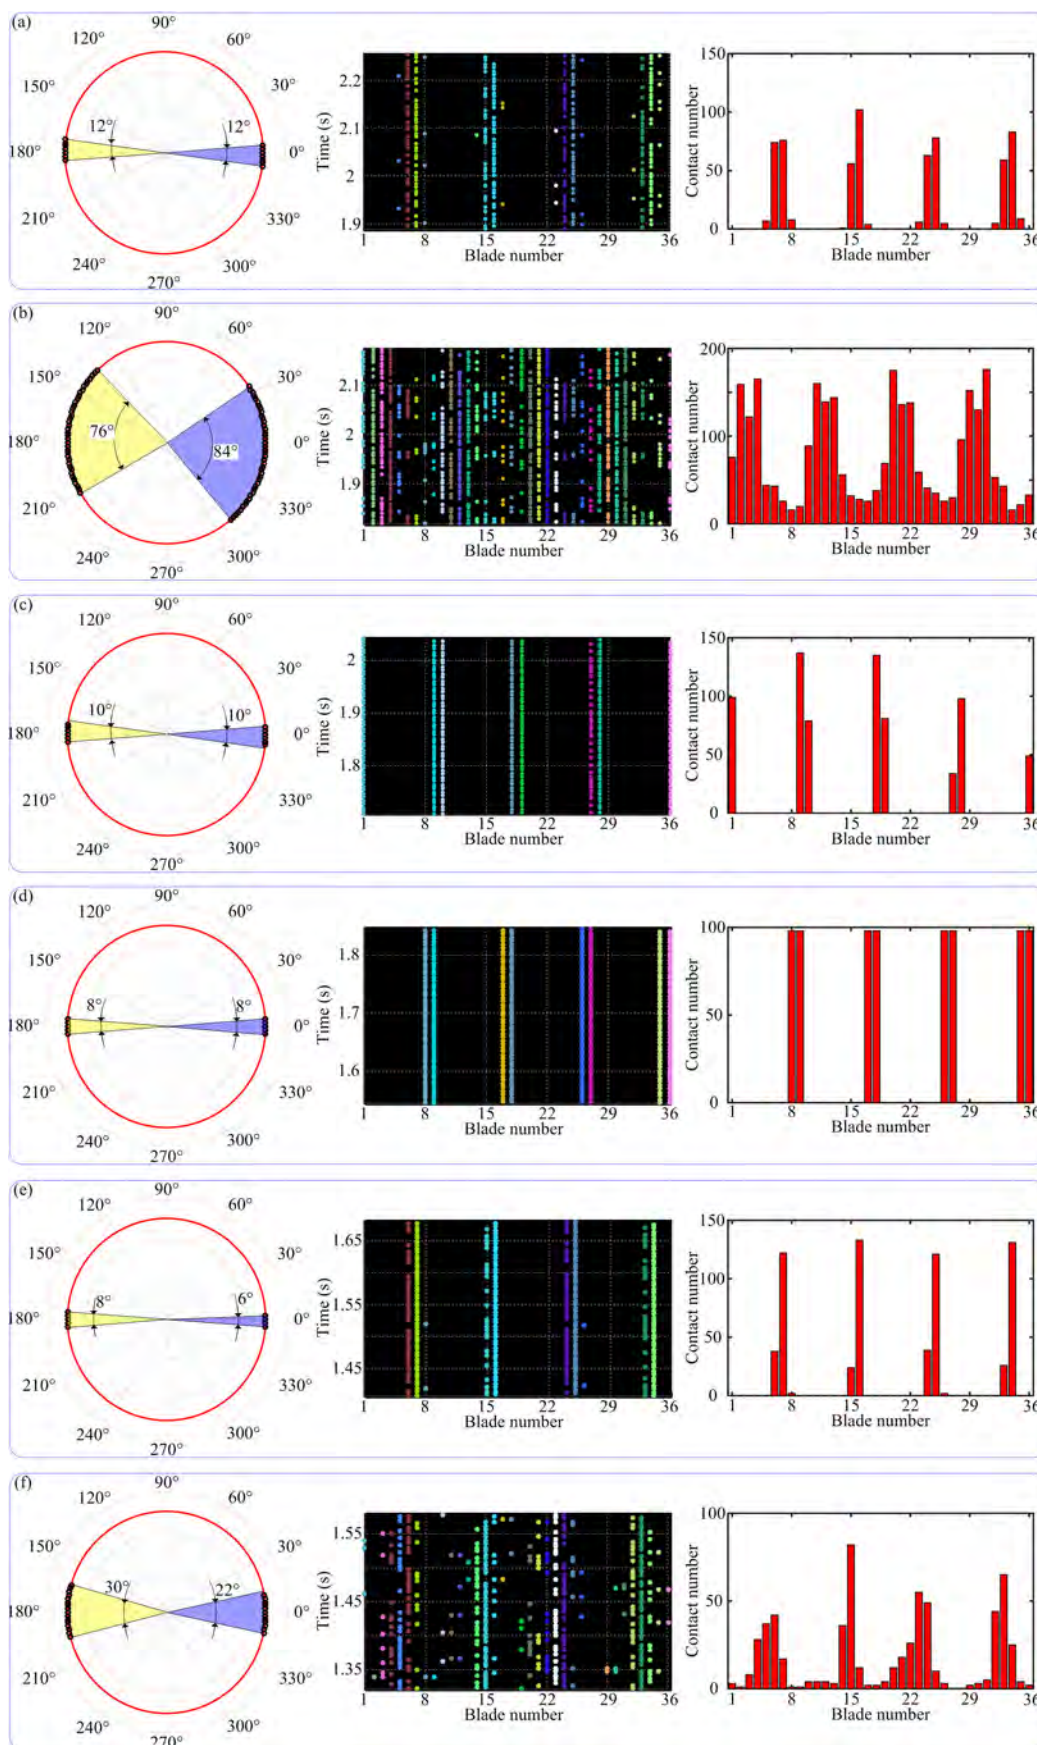 (a)
90°
120° 60°
150° 30°
12° 12°
180° 0°
210° 330°
240° 300°
270°
Time (s)
2.2
2.1
2
1.9
1 8 15 22 29 36
Blade number
Contact number
150
100
50
0
1 8 15 22 29 36
Blade number
(b)
90°
120° 60°
150° 30°
76° 84°
180° 0°
210° 330°
240° 300°
270°
Time (s)
2.1
2
1.9
1 8 15 22 29 36
Blade number
Contact number
200
150
100
50
0
1 8 15 22 29 36
Blade number
(c)
90°
120° 60°
150° 30°
10° 10°
180° 0°
210° 330°
240° 300°
270°
Time (s)
2
1.9
1.8
1 8 15 22 29 36
Blade number
Contact number
150
100
50
0
1 8 15 22 29 36
Blade number
(d)
90°
120° 60°
150° 30°
8° 8°
180° 0°
210° 330°
240° 300°
270°
Time (s)
1.8
1.7
1.6
1 8 15 22 29 36
Blade number
Contact number
100
50
0
1 8 15 22 29 36
Blade number
(e)
90°
120° 60°
150° 30°
8° 6°
180° 0°
210° 330°
240° 300°
270°
Time (s)
1.65
1.55
1.45
1 8 15 22 29 36
Blade number
Contact number
150
100
50
0
1 8 15 22 29 36
Blade number
(f)
90°
120° 60°
150° 30°
30° 22°
180° 0°
210° 330°
240° 300°
270°
Time (s)
1.55
1.45
1.35
1 8 15 22 29 36
Blade number
Contact number
100
50
0
1 8 15 22 29 36
Blade number